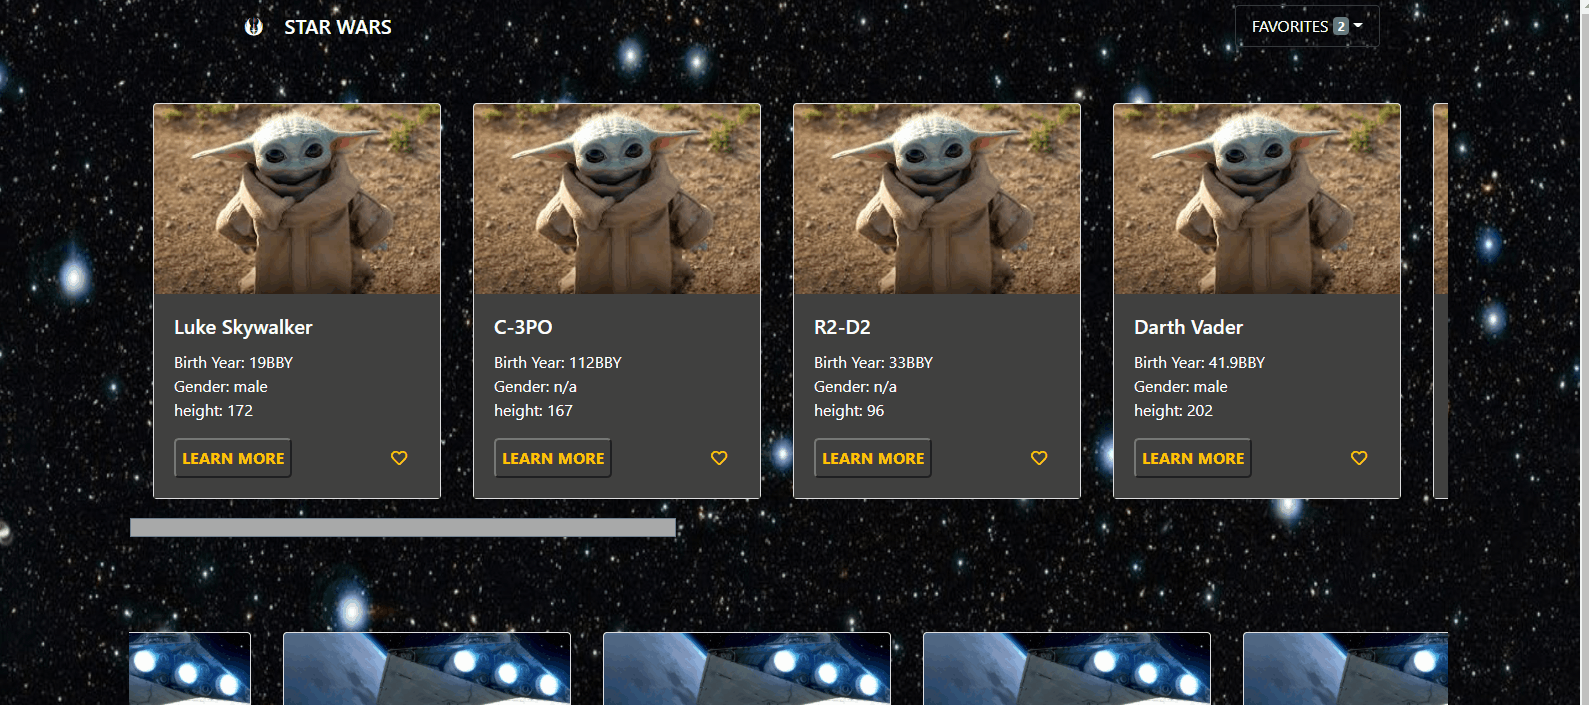 STAR WARS
FAVORITES 2
Luke Skywalker
Birth Year: 19BBY
Gender: male
height: 172
LEARN MORE
C-3PO
Birth Year: 112BBY
Gender: n/a
height: 167
LEARN MORE
R2-D2
Birth Year: 33BBY
Gender: n/a
height: 96
LEARN MORE
Darth Vader
Birth Year: 41.9BBY
Gender: male
height: 202
LEARN MORE